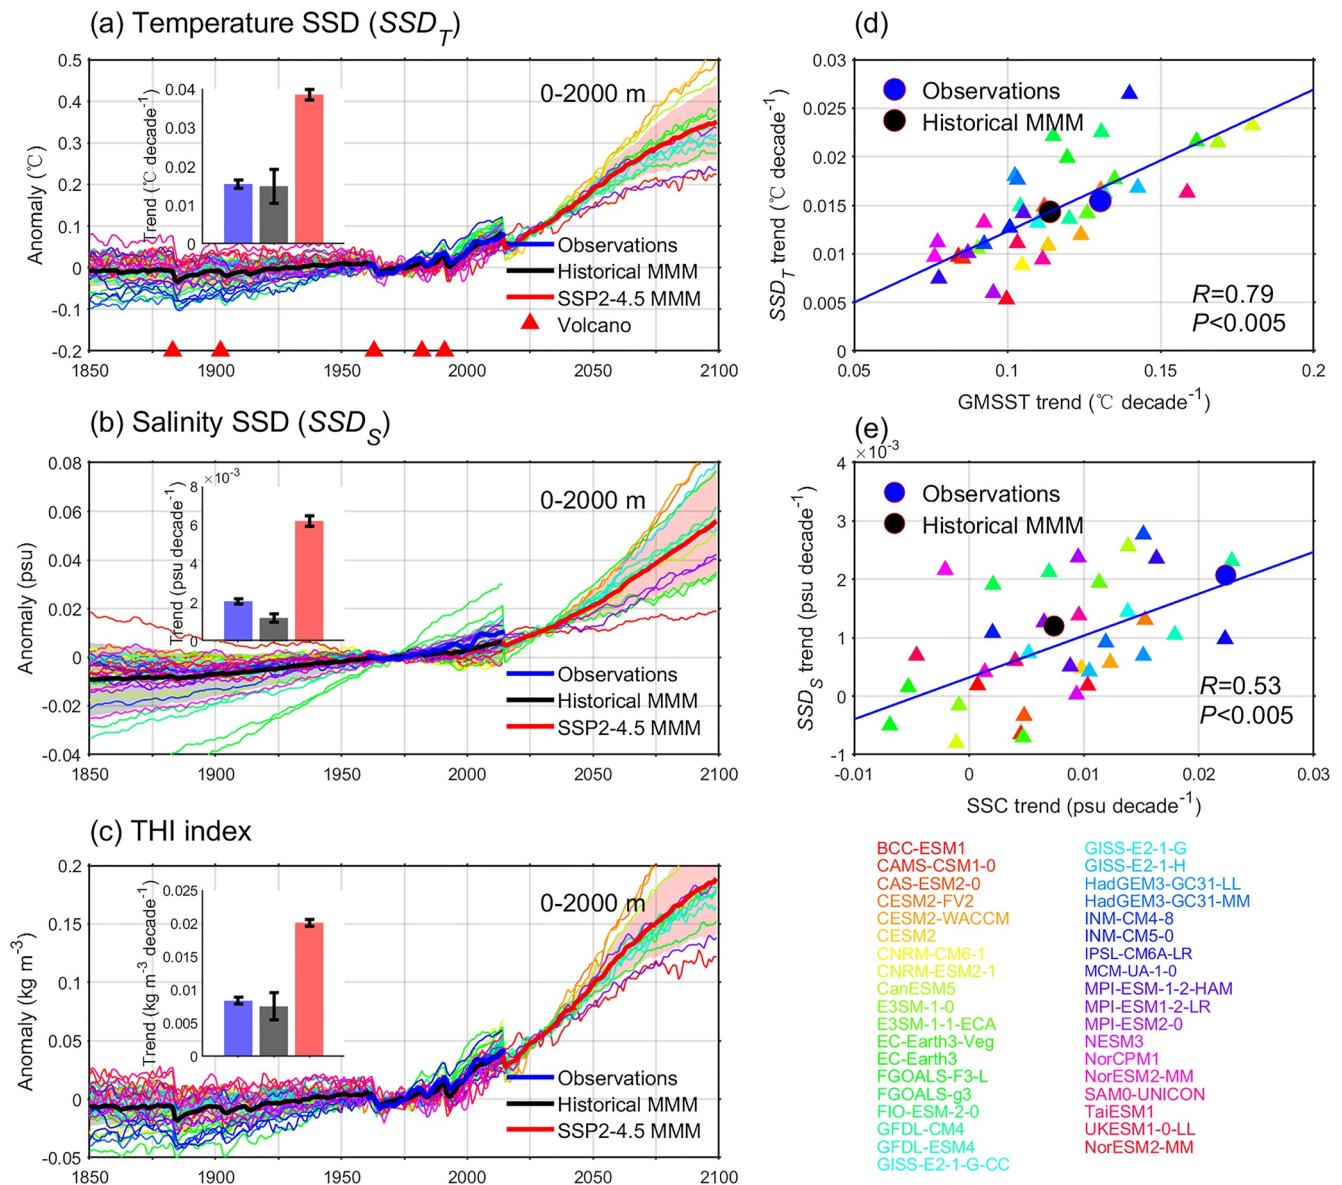 (a) Temperature SSD (SSD_T)
0.5
0.4
0.3
0.2
0.1
0
-0.1
-0.2
Anomaly (℃)
0.04
0.03
0.02
0.01
0
Trend (℃ decade⁻¹)
0-2000 m
Observations
Historical MMM
SSP2-4.5 MMM
Volcano
1850 1900 1950 2000 2050 2100
(b) Salinity SSD (SSD_S)
0.08
0.06
0.04
0.02
0
-0.02
-0.04
Anomaly (psu)
×10⁻³
8
6
4
2
0
Trend (psu decade⁻¹)
0-2000 m
Observations
Historical MMM
SSP2-4.5 MMM
1850 1900 1950 2000 2050 2100
(c) THI index
0.2
0.15
0.1
0.05
0
-0.05
Anomaly (kg m⁻³)
0.025
0.02
0.015
0.01
0.005
0
Trend (kg m⁻³ decade⁻¹)
0-2000 m
Observations
Historical MMM
SSP2-4.5 MMM
1850 1900 1950 2000 2050 2100
(d)
0.03
0.025
0.02
0.015
0.01
0.005
0
SSD_T trend (℃ decade⁻¹)
Observations
Historical MMM
R=0.79
P<0.005
0.05 0.1 0.15 0.2
GMSST trend (℃ decade⁻¹)
(e)
×10⁻³
4
3
2
1
0
-1
SSD_S trend (psu decade⁻¹)
Observations
Historical MMM
R=0.53
P<0.005
-0.01 0 0.01 0.02 0.03
SSC trend (psu decade⁻¹)
BCC-ESM1
CAMS-CSM1-0
CAS-ESM2-0
CESM2-FV2
CESM2-WACCM
CESM2
CNRM-CM6-1
CNRM-ESM2-1
CanESM5
E3SM-1-0
E3SM-1-1-ECA
EC-Earth3-Veg
EC-Earth3
FGOALS-F3-L
FGOALS-g3
FIO-ESM-2-0
GFDL-CM4
GFDL-ESM4
GISS-E2-1-G-CC
GISS-E2-1-G
GISS-E2-1-H
HadGEM3-GC31-LL
HadGEM3-GC31-MM
INM-CM4-8
INM-CM5-0
IPSL-CM6A-LR
MCM-UA-1-0
MPI-ESM-1-2-HAM
MPI-ESM1-2-LR
MPI-ESM2-0
NESM3
NorCPM1
NorESM2-MM
SAM0-UNICON
TaiESM1
UKESM1-0-LL
NorESM2-MM